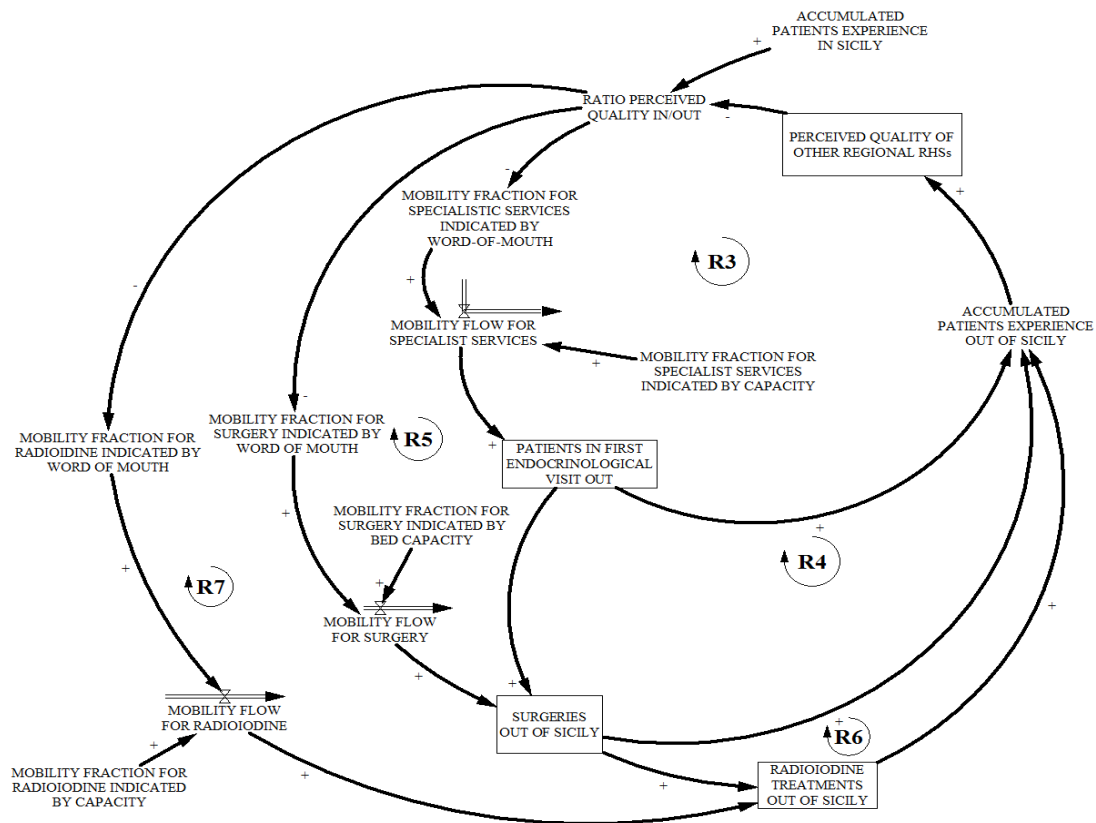 ACCUMULATED
PATIENTS EXPERIENCE
IN SICILY
+
RATIO PERCEIVED
QUALITY IN/OUT
-
PERCEIVED QUALITY OF
OTHER REGIONAL RHSs
-
MOBILITY FRACTION FOR
SPECIALISTIC SERVICES
INDICATED BY
WORD-OF-MOUTH
+
R3
+
-
MOBILITY FLOW FOR
SPECIALIST SERVICES
ACCUMULATED
PATIENTS EXPERIENCE
OUT OF SICILY
+
MOBILITY FRACTION FOR
SPECIALIST SERVICES
INDICATED BY CAPACITY
-
MOBILITY FRACTION FOR
RADIOIDINE INDICATED BY
WORD OF MOUTH
MOBILITY FRACTION FOR
SURGERY INDICATED BY
WORD OF MOUTH
R5
+
PATIENTS IN FIRST
ENDOCRINOLOGICAL
VISIT OUT
+
MOBILITY FRACTION FOR
SURGERY INDICATED BY
BED CAPACITY
+
R4
+
R7
+
+
MOBILITY FLOW
FOR SURGERY
+
+
+
MOBILITY FLOW
FOR RADIOIODINE
SURGERIES
OUT OF SICILY
+
R6
+
MOBILITY FRACTION FOR
RADIOIODINE INDICATED
BY CAPACITY
+
+
RADIOIODINE
TREATMENTS
OUT OF SICILY